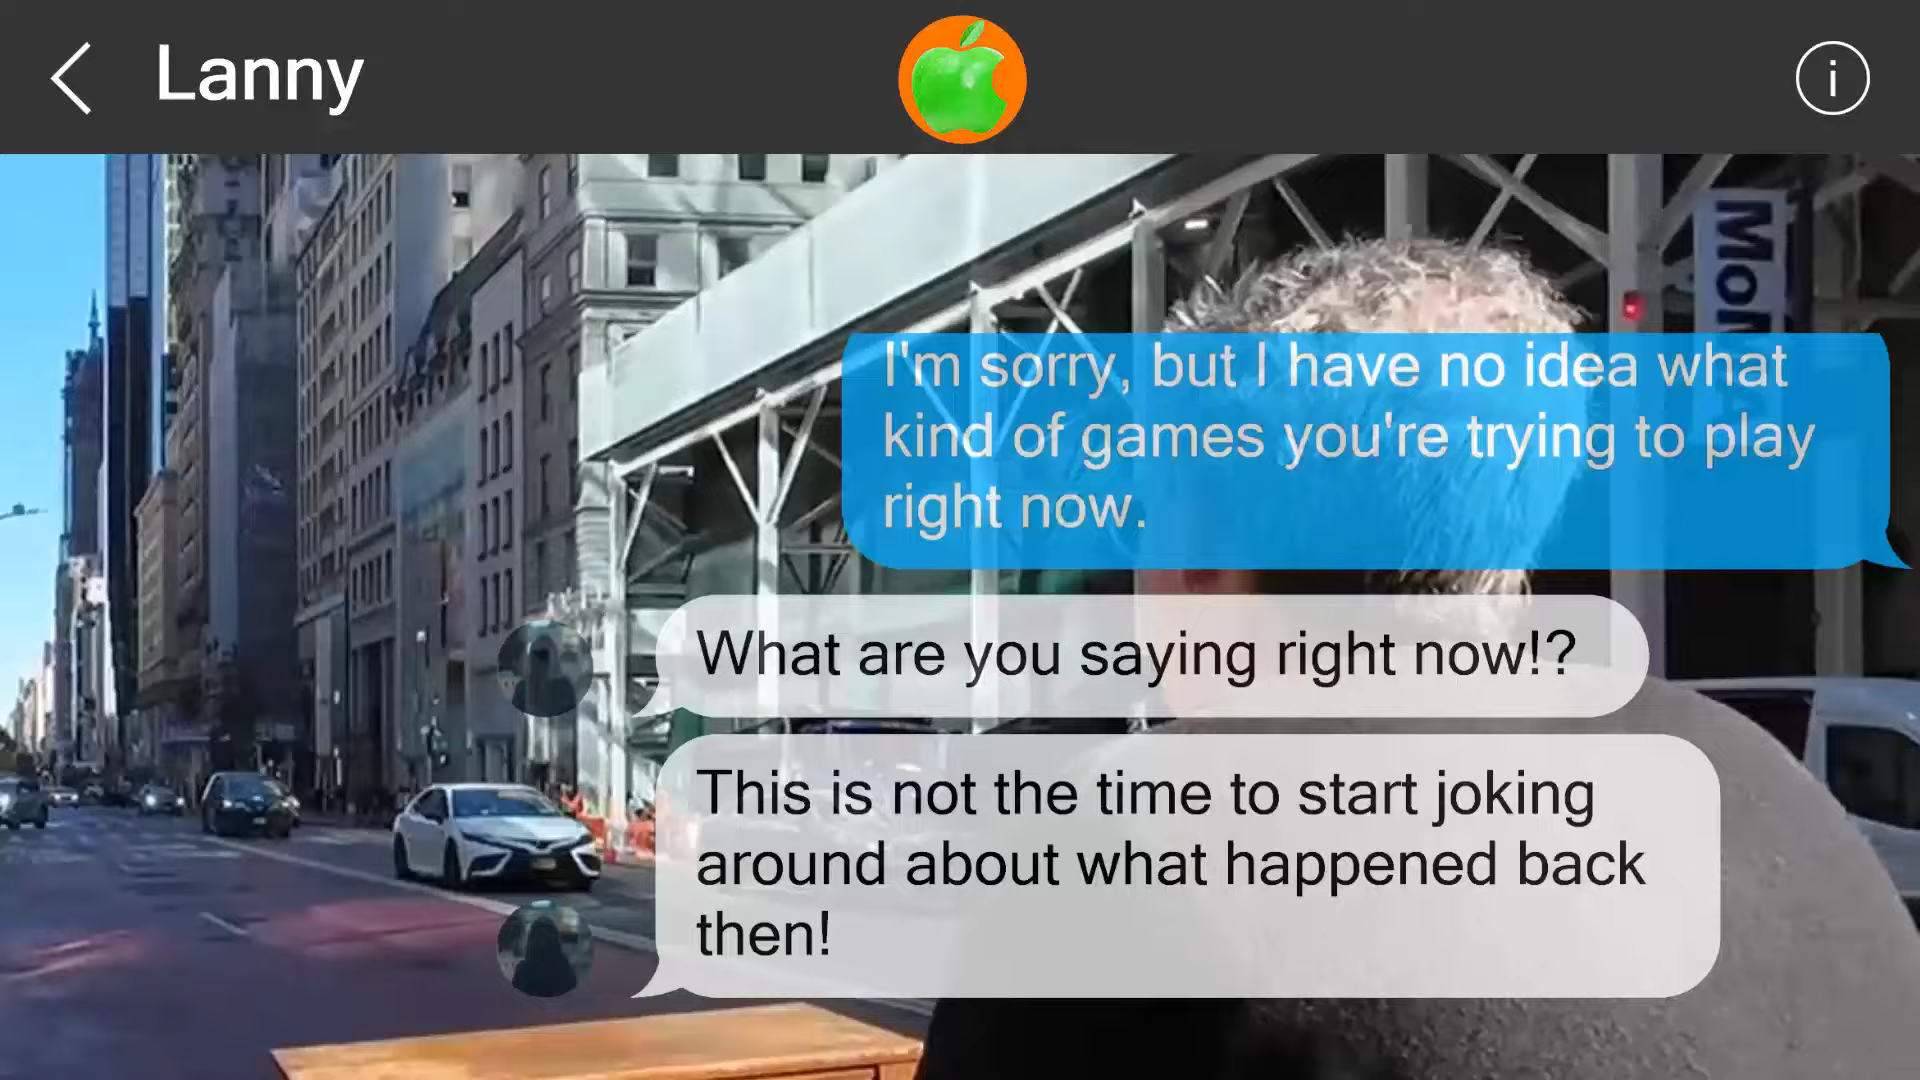 Lanny
i
MoMA
I'm sorry, but I have no idea what
kind of games you're trying to play
right now.
What are you saying right now!?
This is not the time to start joking
around about what happened back
then!